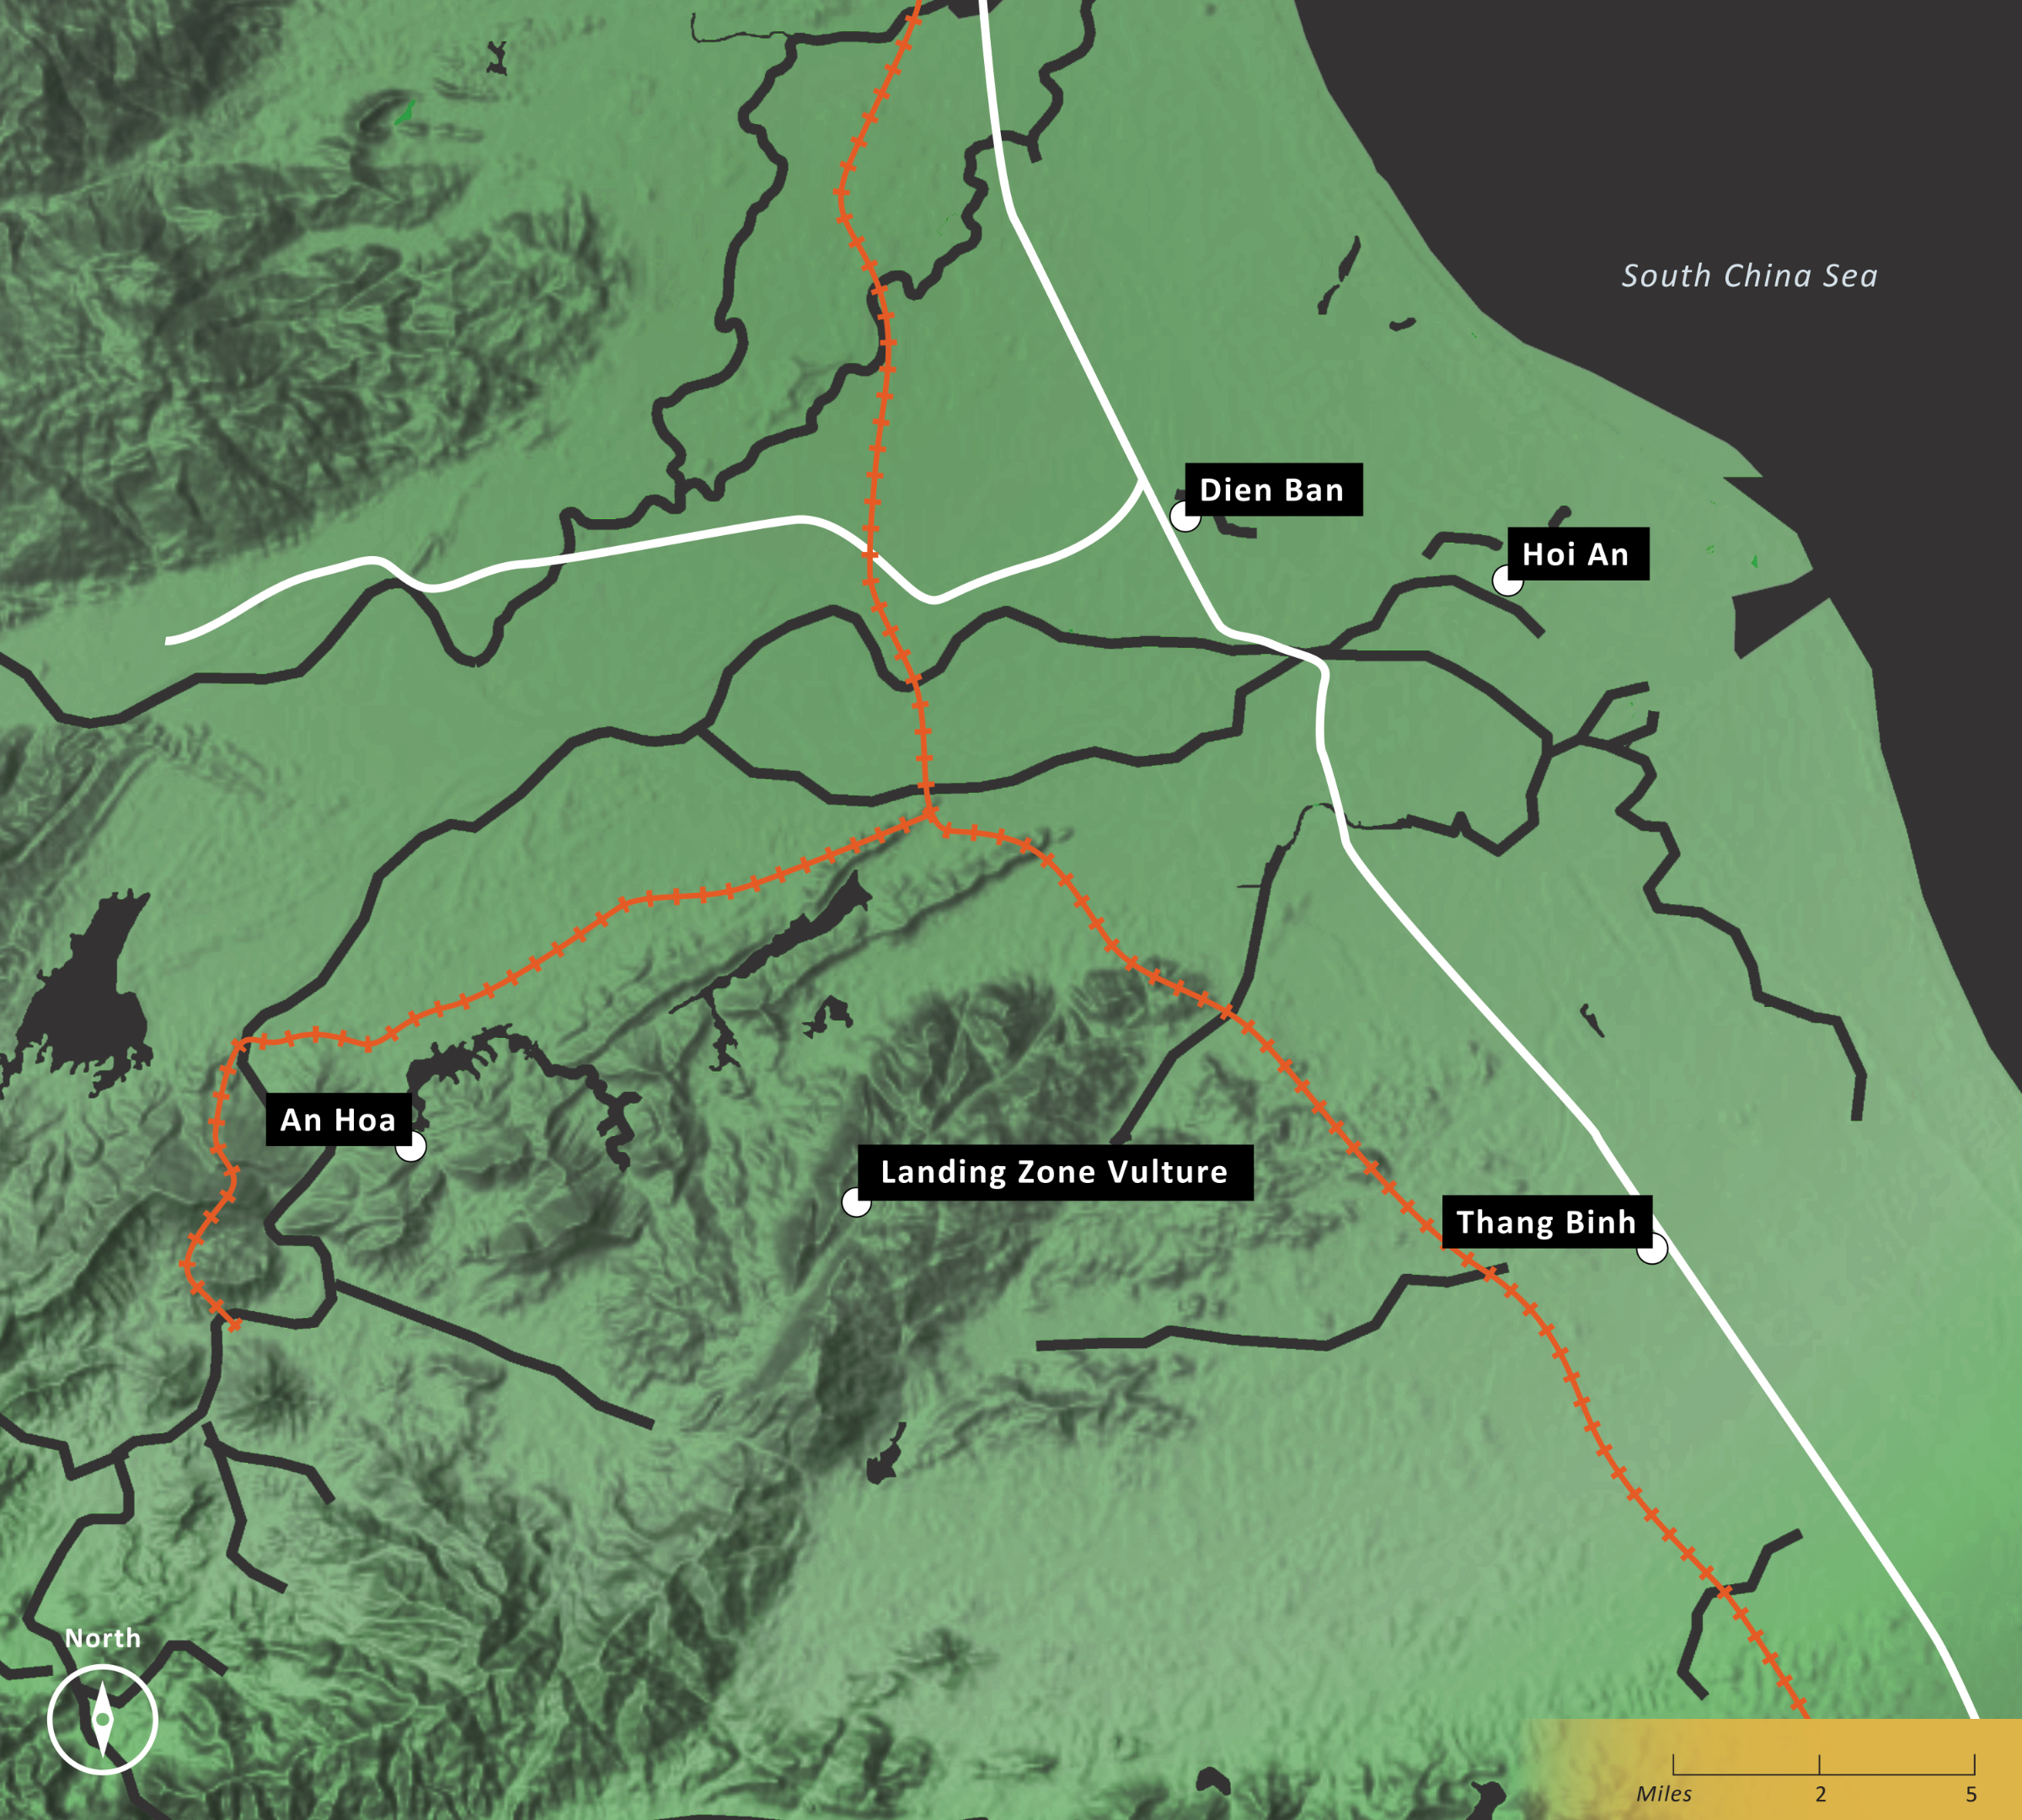 South China Sea
Dien Ban
Hoi An
An Hoa
Landing Zone Vulture
Thang Binh
North
Miles 2 5